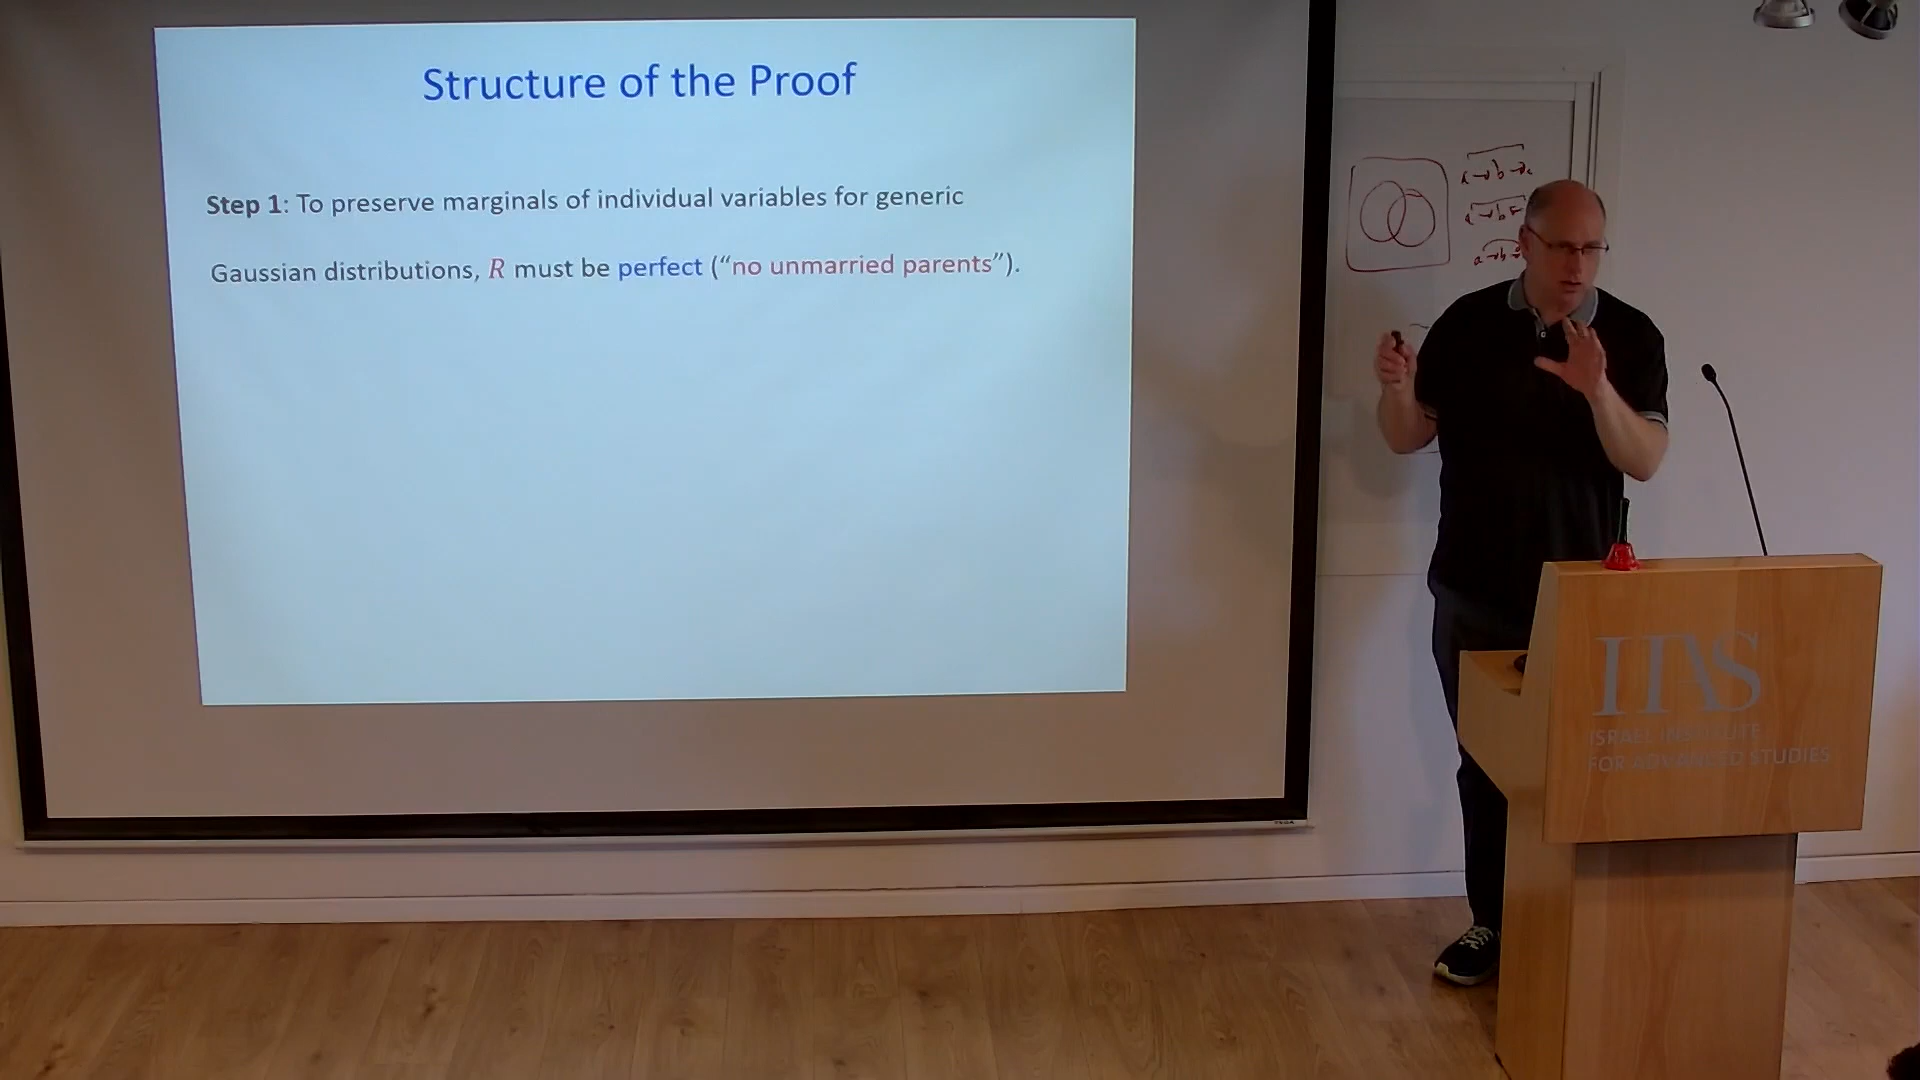 Structure of the Proof
Step 1: To preserve marginals of individual variables for generic
Gaussian distributions, R must be perfect (“no unmarried parents”).
a→b→c
IIAS
ISRAEL INSTITUTE
FOR ADVANCED STUDIES